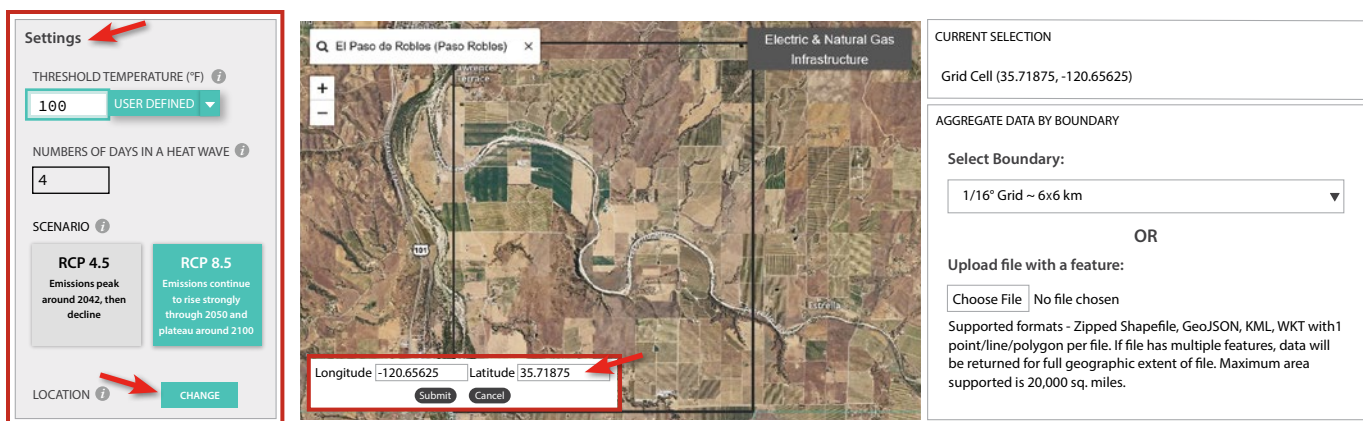 Settings
THRESHOLD TEMPERATURE (°F) i
100 USER DEFINED
NUMBERS OF DAYS IN A HEAT WAVE i
4
SCENARIO i
RCP 4.5
Emissions peak
around 2042, then
decline
RCP 8.5
Emissions continue
to rise strongly
through 2050 and
plateau around 2100
LOCATION i CHANGE
El Paso de Robles (Paso Robles) ×
+
−
Electric & Natural Gas
Infrastructure
Lawrence
Terrace
101
Estrella
Longitude -120.65625 Latitude 35.71875
Submit Cancel
CURRENT SELECTION
Grid Cell (35.71875, -120.65625)
AGGREGATE DATA BY BOUNDARY
Select Boundary:
1/16° Grid ~ 6x6 km
OR
Upload file with a feature:
Choose File No file chosen
Supported formats - Zipped Shapefile, GeoJSON, KML, WKT with1
point/line/polygon per file. If file has multiple features, data will
be returned for full geographic extent of file. Maximum area
supported is 20,000 sq. miles.